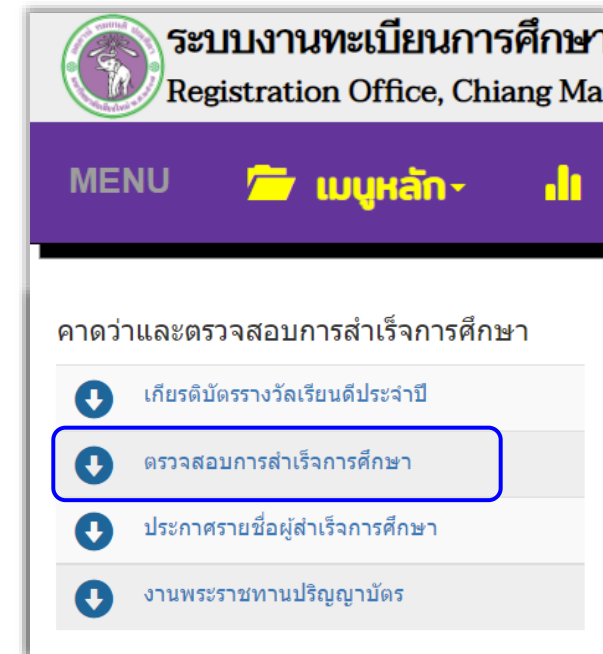 ระบบงานทะเบียนการศึกษา
Registration Office, Chiang Ma
MENU เมนูหลัก
คาดว่าและตรวจสอบการสำเร็จการศึกษา
เกียรติบัตรรางวัลเรียนดีประจำปี
ตรวจสอบการสำเร็จการศึกษา
ประกาศรายชื่อผู้สำเร็จการศึกษา
งานพระราชทานปริญญาบัตร